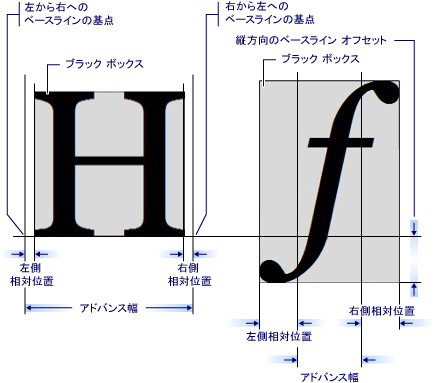 左から右への
ベースラインの基点
右から左への
ベースラインの基点
縦方向のベースライン オフセット
ブラック ボックス
ブラック ボックス
H
f
左側
相対位置
右側
相対位置
アドバンス幅
左側相対位置
右側相対位置
アドバンス幅